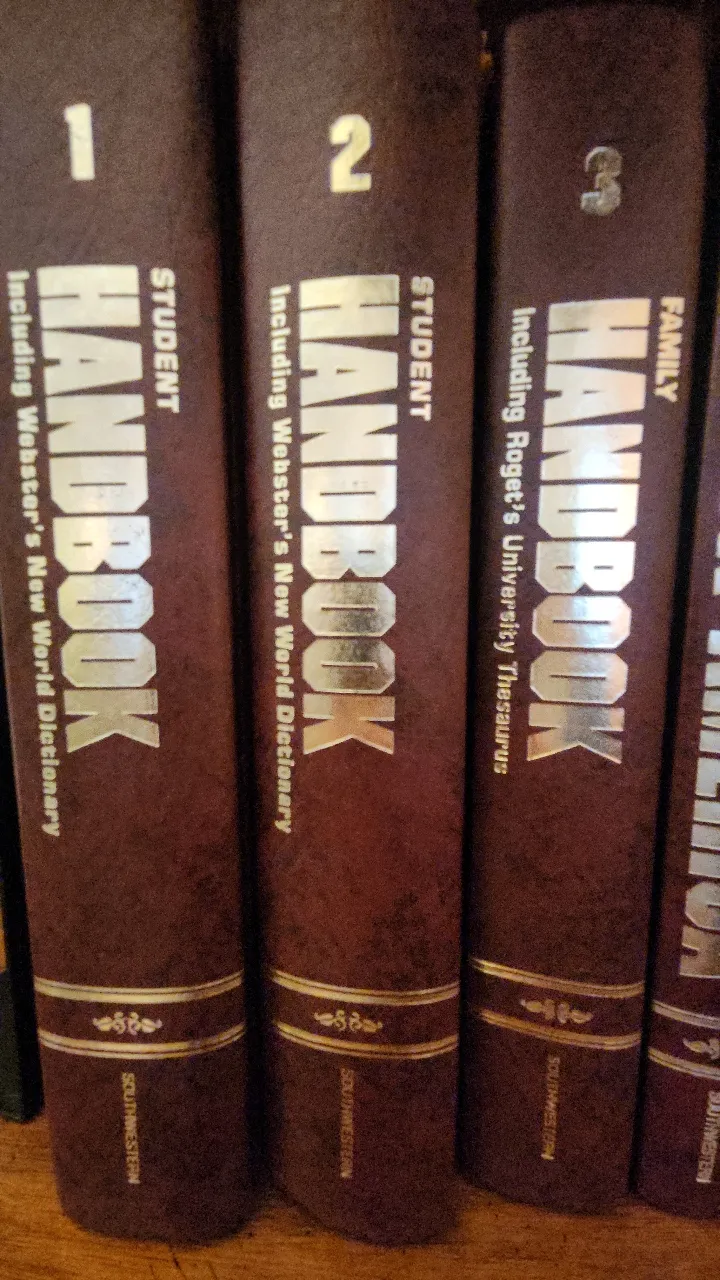 1
STUDENT
HANDBOOK
Including Webster's New World Dictionary
SOUTHWESTERN
2
STUDENT
HANDBOOK
Including Webster's New World Dictionary
SOUTHWESTERN
3
FAMILY
HANDBOOK
Including Roget's University Thesaurus
SOUTHWESTERN
SOUTHWESTERN